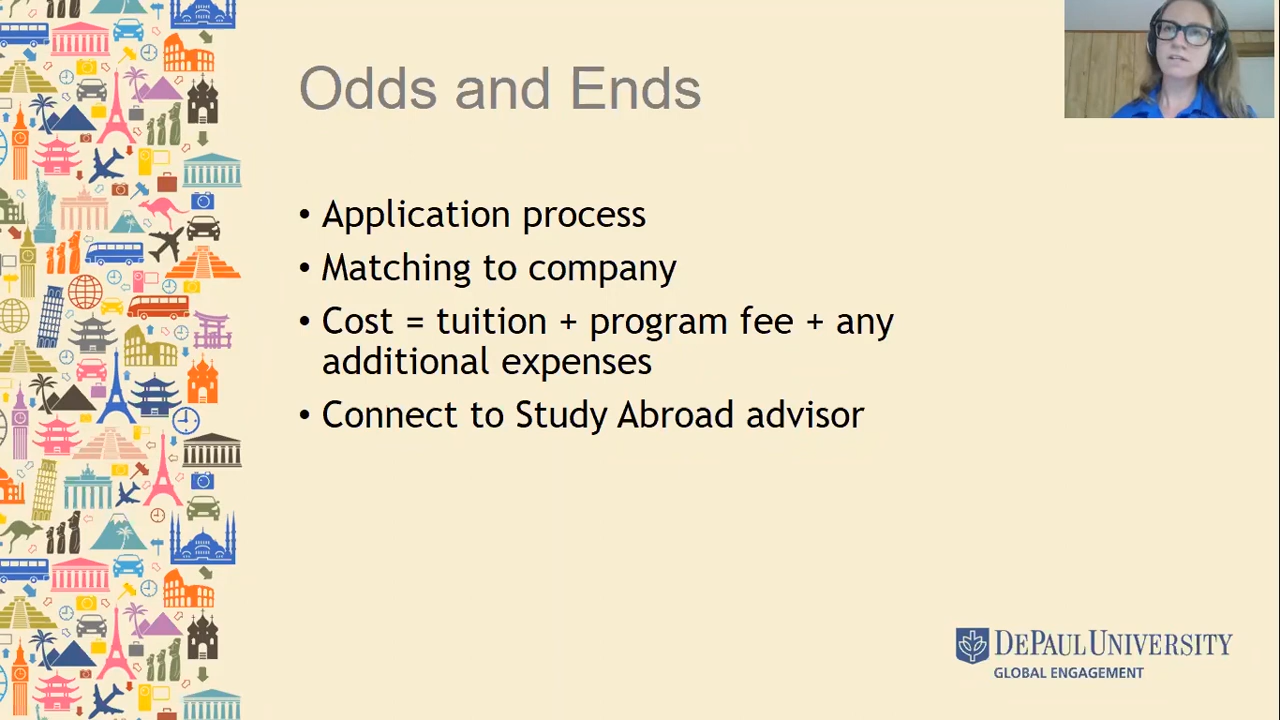 Odds and Ends
• Application process
• Matching to company
• Cost = tuition + program fee + any
additional expenses
• Connect to Study Abroad advisor
DEPAUL UNIVERSITY
GLOBAL ENGAGEMENT